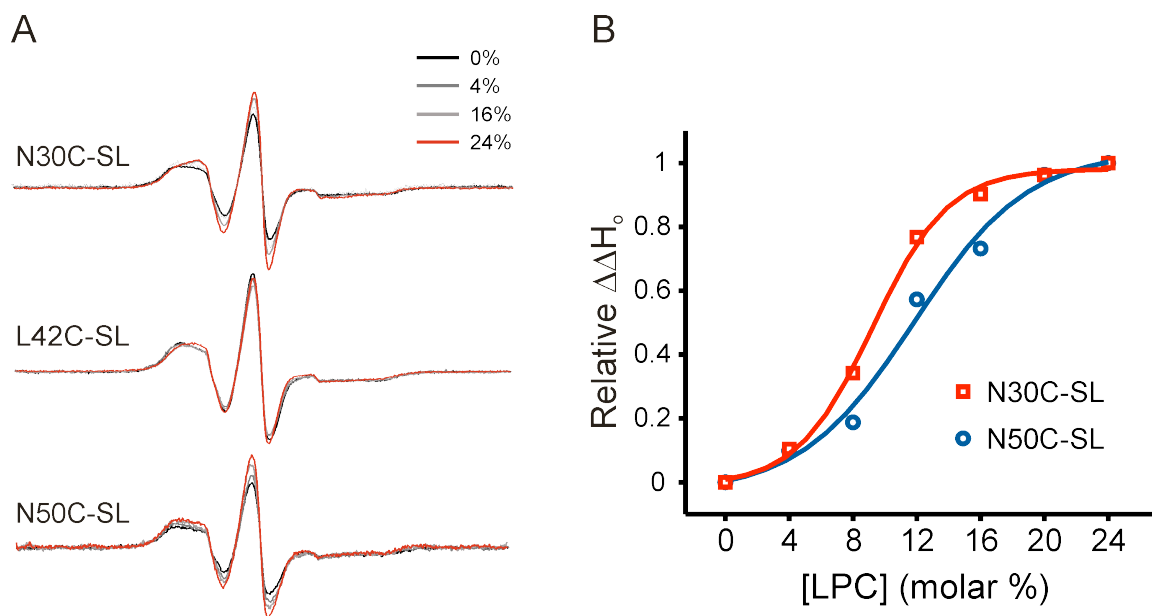 A
0%
4%
16%
24%
N30C-SL
L42C-SL
N50C-SL
B
Relative ΔΔHₒ
1
0.8
0.6
0.4
0.2
0
N30C-SL
N50C-SL
0 4 8 12 16 20 24
[LPC] (molar %)